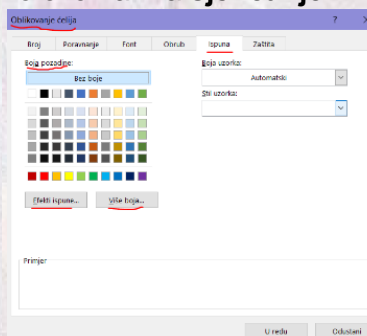 Oblikovanje ćelija
? X
Broj Poravnanje Font Obrub Ispuna Zaštita
Boja pozadine:
Bez boje
Efekti ispune...
Više boja...
Boja uzorka:
Automatski
Stil uzorka:
Primjer
U redu
Odustani